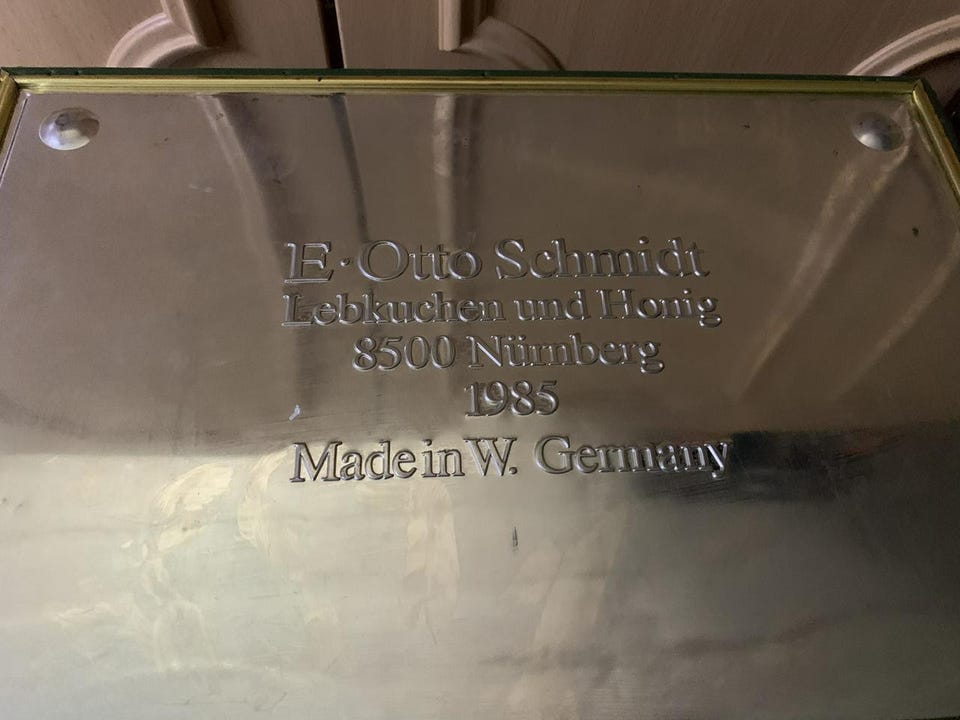 E·Otto Schmidt
Lebkuchen und Honig
8500 Nürnberg
1985
Made in W. Germany